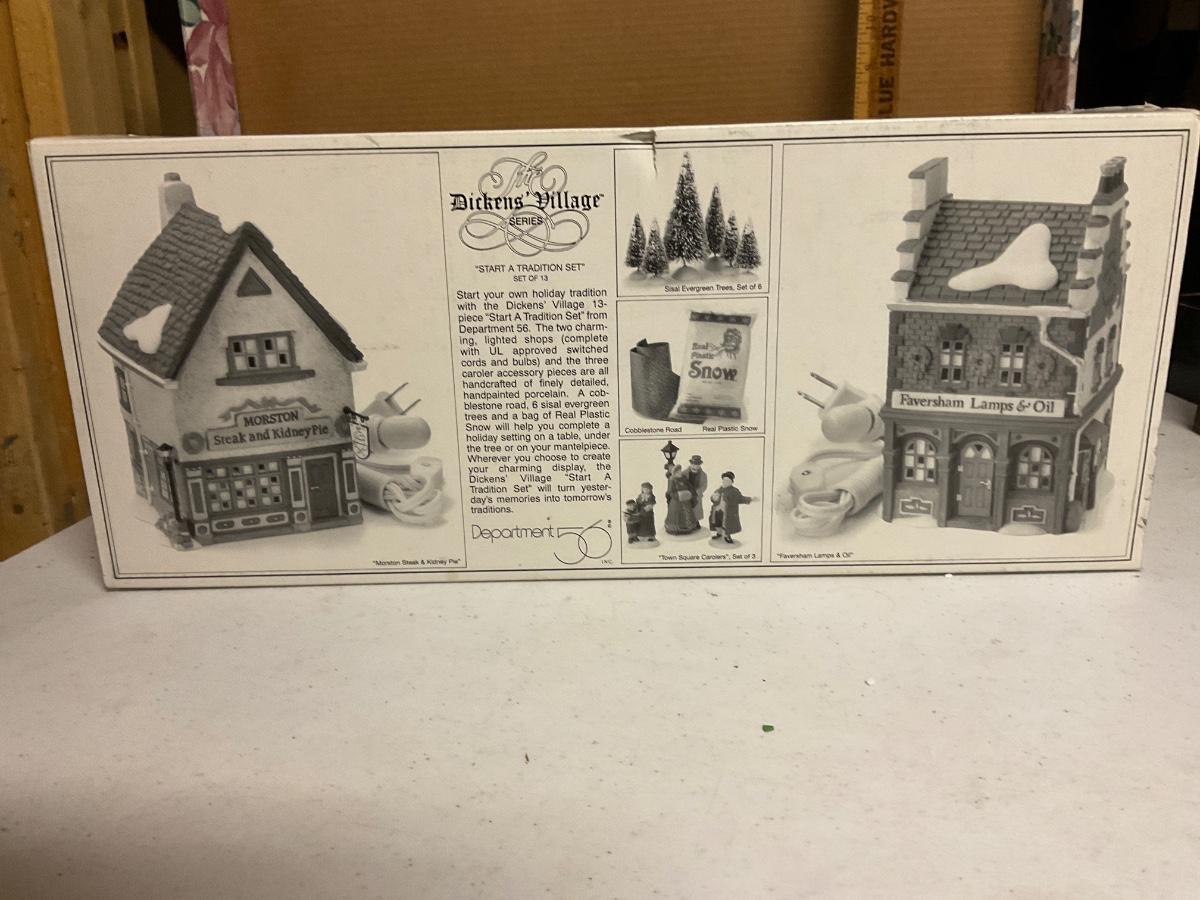 MORSTON
Steak and Kidney Pie
"Morston Steak & Kidney Pie"
The
Dickens' Village™
SERIES
"START A TRADITION SET"
SET OF 13
Start your own holiday tradition
with the Dickens' Village 13-
piece "Start A Tradition Set" from
Department 56. The two charm-
ing, lighted shops (complete
with UL approved switched
cords and bulbs) and the three
caroler accessory pieces are all
handcrafted of finely detailed,
handpainted porcelain. A cob-
blestone road, 6 sisal evergreen
trees and a bag of Real Plastic
Snow will help you complete a
holiday setting on a table, under
the tree or on your mantelpiece.
Wherever you choose to create
your charming display, the
Dickens' Village "Start A
Tradition Set" will turn yester-
day's memories into tomorrow's
traditions.
Department 56®
INC.
Sisal Evergreen Trees, Set of 6
Real
Plastic
Snow
Cobblestone Road
Real Plastic Snow
"Town Square Carolers", Set of 3
Faversham Lamps & Oil
"Faversham Lamps & Oil"
LUE HARDW